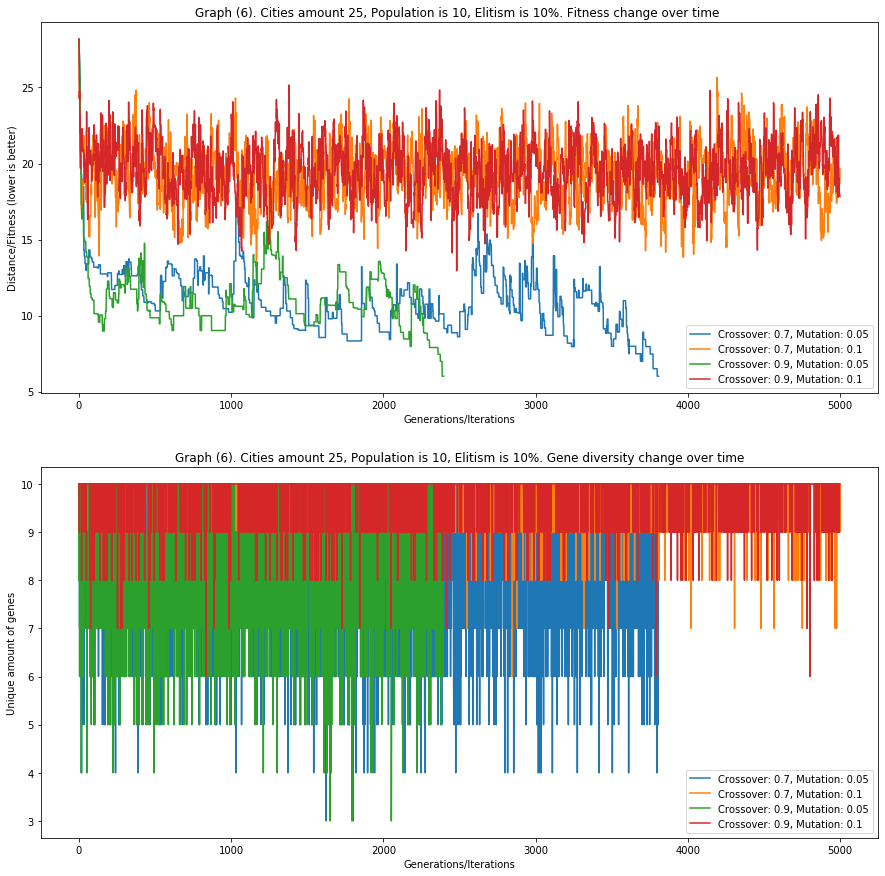 Graph (6). Cities amount 25, Population is 10, Elitism is 10%. Fitness change over time
Distance/Fitness (lower is better)
25
20
15
10
5
0
1000
2000
3000
4000
5000
Generations/Iterations
Crossover: 0.7, Mutation: 0.05
Crossover: 0.7, Mutation: 0.1
Crossover: 0.9, Mutation: 0.05
Crossover: 0.9, Mutation: 0.1
Graph (6). Cities amount 25, Population is 10, Elitism is 10%. Gene diversity change over time
Unique amount of genes
10
9
8
7
6
5
4
3
0
1000
2000
3000
4000
5000
Generations/Iterations
Crossover: 0.7, Mutation: 0.05
Crossover: 0.7, Mutation: 0.1
Crossover: 0.9, Mutation: 0.05
Crossover: 0.9, Mutation: 0.1